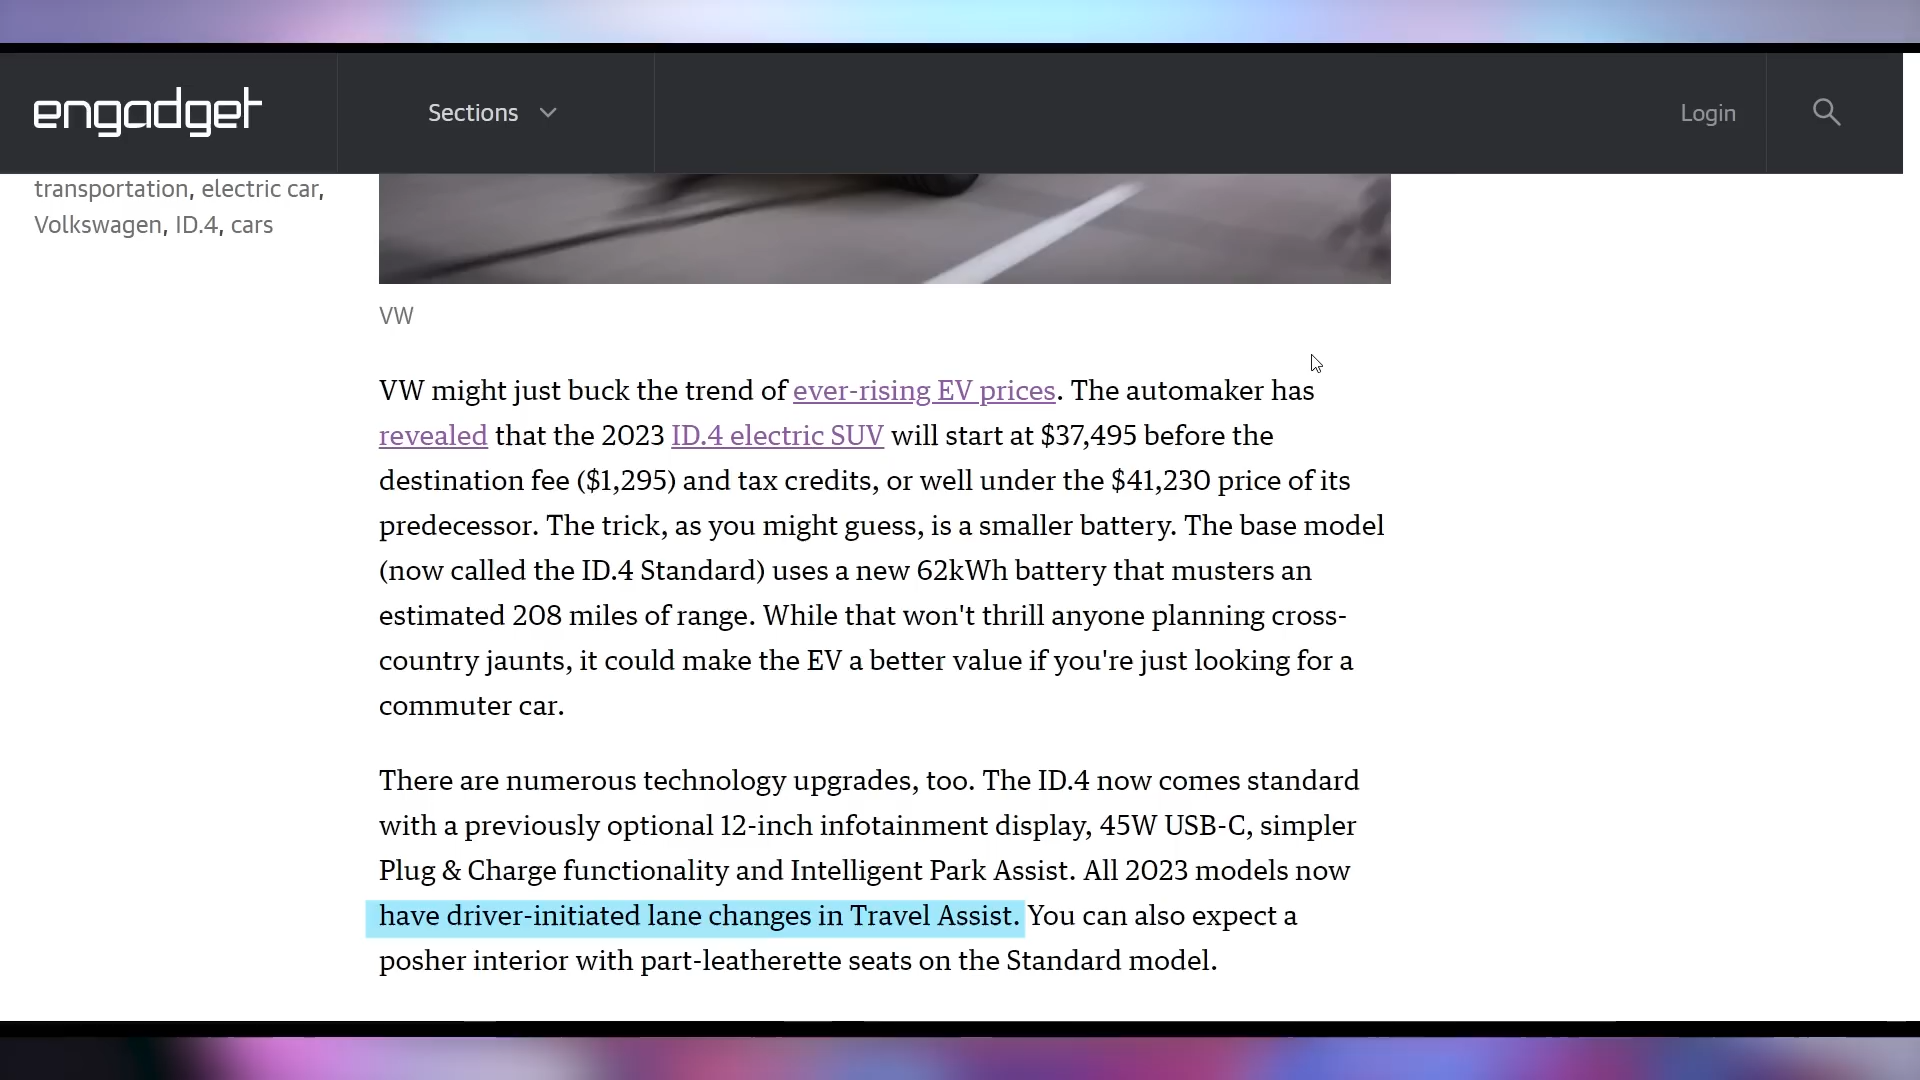 engadget
Sections
Login
transportation, electric car,
Volkswagen, ID.4, cars
VW
VW might just buck the trend of ever-rising EV prices. The automaker has
revealed that the 2023 ID.4 electric SUV will start at $37,495 before the
destination fee ($1,295) and tax credits, or well under the $41,230 price of its
predecessor. The trick, as you might guess, is a smaller battery. The base model
(now called the ID.4 Standard) uses a new 62kWh battery that musters an
estimated 208 miles of range. While that won't thrill anyone planning cross-
country jaunts, it could make the EV a better value if you're just looking for a
commuter car.
There are numerous technology upgrades, too. The ID.4 now comes standard
with a previously optional 12-inch infotainment display, 45W USB-C, simpler
Plug & Charge functionality and Intelligent Park Assist. All 2023 models now
have driver-initiated lane changes in Travel Assist. You can also expect a
posher interior with part-leatherette seats on the Standard model.